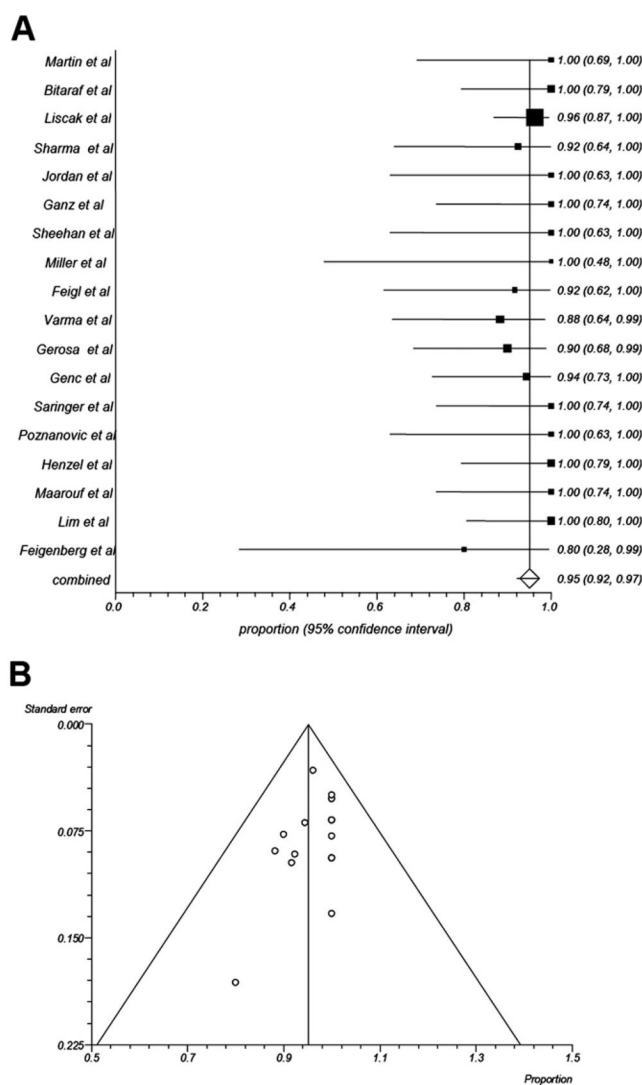 A
Martin et al 1.00 (0.69, 1.00)
Bitaraf et al 1.00 (0.79, 1.00)
Liscak et al 0.96 (0.87, 1.00)
Sharma et al 0.92 (0.64, 1.00)
Jordan et al 1.00 (0.63, 1.00)
Ganz et al 1.00 (0.74, 1.00)
Sheehan et al 1.00 (0.63, 1.00)
Miller et al 1.00 (0.48, 1.00)
Feigl et al 0.92 (0.62, 1.00)
Varma et al 0.88 (0.64, 0.99)
Gerosa et al 0.90 (0.68, 0.99)
Genc et al 0.94 (0.73, 1.00)
Saringer et al 1.00 (0.74, 1.00)
Poznanovic et al 1.00 (0.63, 1.00)
Henzel et al 1.00 (0.79, 1.00)
Maarouf et al 1.00 (0.74, 1.00)
Lim et al 1.00 (0.80, 1.00)
Feigenberg et al 0.80 (0.28, 0.99)
combined 0.95 (0.92, 0.97)
0.0 0.2 0.4 0.6 0.8 1.0
proportion (95% confidence interval)
B
Standard error
0.000
0.075
0.150
0.225
0.5 0.9 1.1 1.3 1.5
Proportion